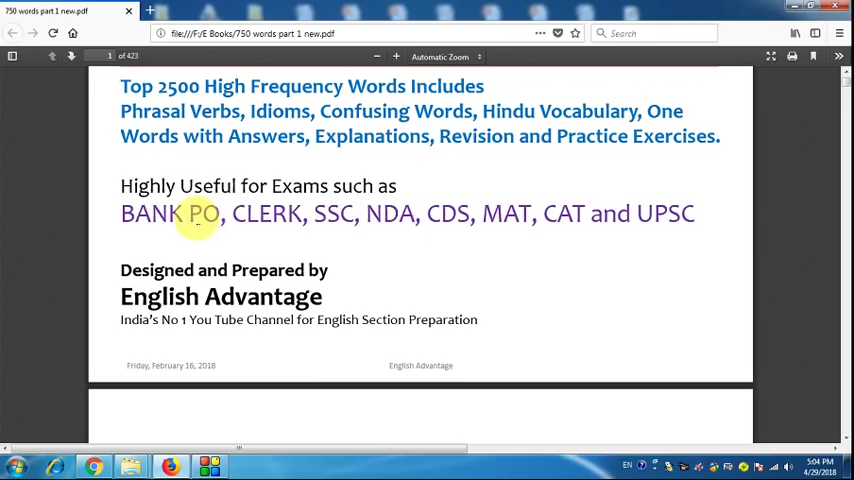 750 words part 1 new.pdf
file:///F:/E Books/750 words part 1 new.pdf
Search
1 of 423
Automatic Zoom
Top 2500 High Frequency Words Includes
Phrasal Verbs, Idioms, Confusing Words, Hindu Vocabulary, One
Words with Answers, Explanations, Revision and Practice Exercises.
Highly Useful for Exams such as
BANK PO, CLERK, SSC, NDA, CDS, MAT, CAT and UPSC
Designed and Prepared by
English Advantage
India's No 1 You Tube Channel for English Section Preparation
Friday, February 16, 2018 English Advantage
EN 5:04 PM
4/29/2018